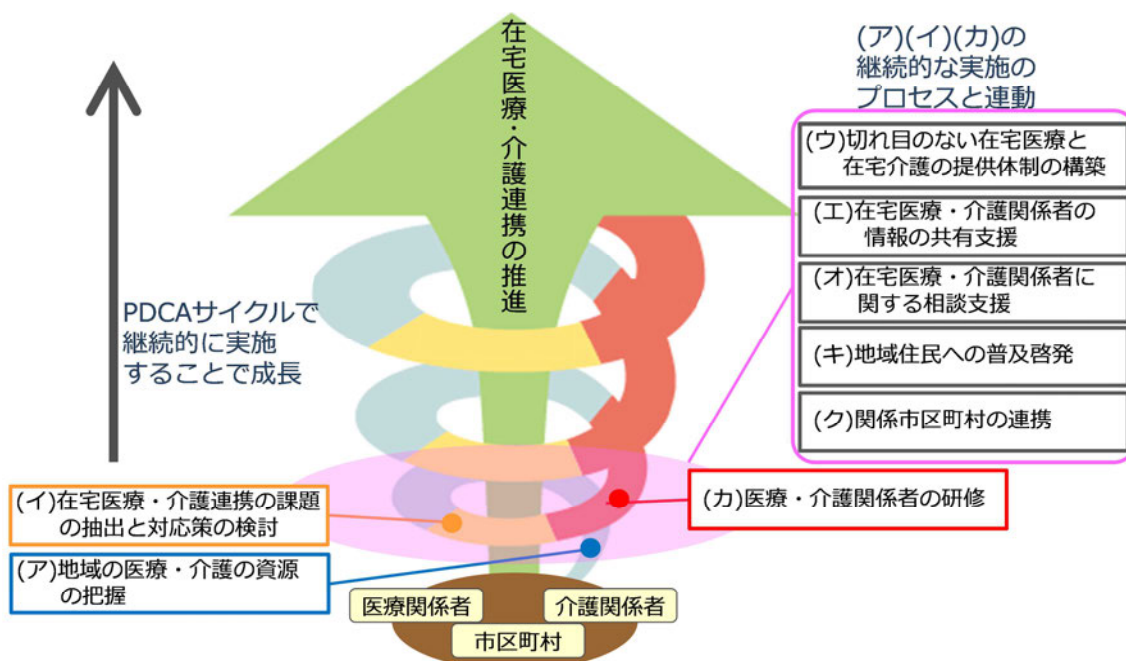 在宅医療・介護連携の推進
PDCAサイクルで
継続的に実施
することで成長
(ア)(イ)(カ)の
継続的な実施の
プロセスと連動
(ウ)切れ目のない在宅医療と
在宅介護の提供体制の構築
(エ)在宅医療・介護関係者の
情報の共有支援
(オ)在宅医療・介護関係者に
関する相談支援
(キ)地域住民への普及啓発
(ク)関係市区町村の連携
(イ)在宅医療・介護連携の課題
の抽出と対応策の検討
(カ)医療・介護関係者の研修
(ア)地域の医療・介護の資源
の把握
医療関係者
介護関係者
市区町村